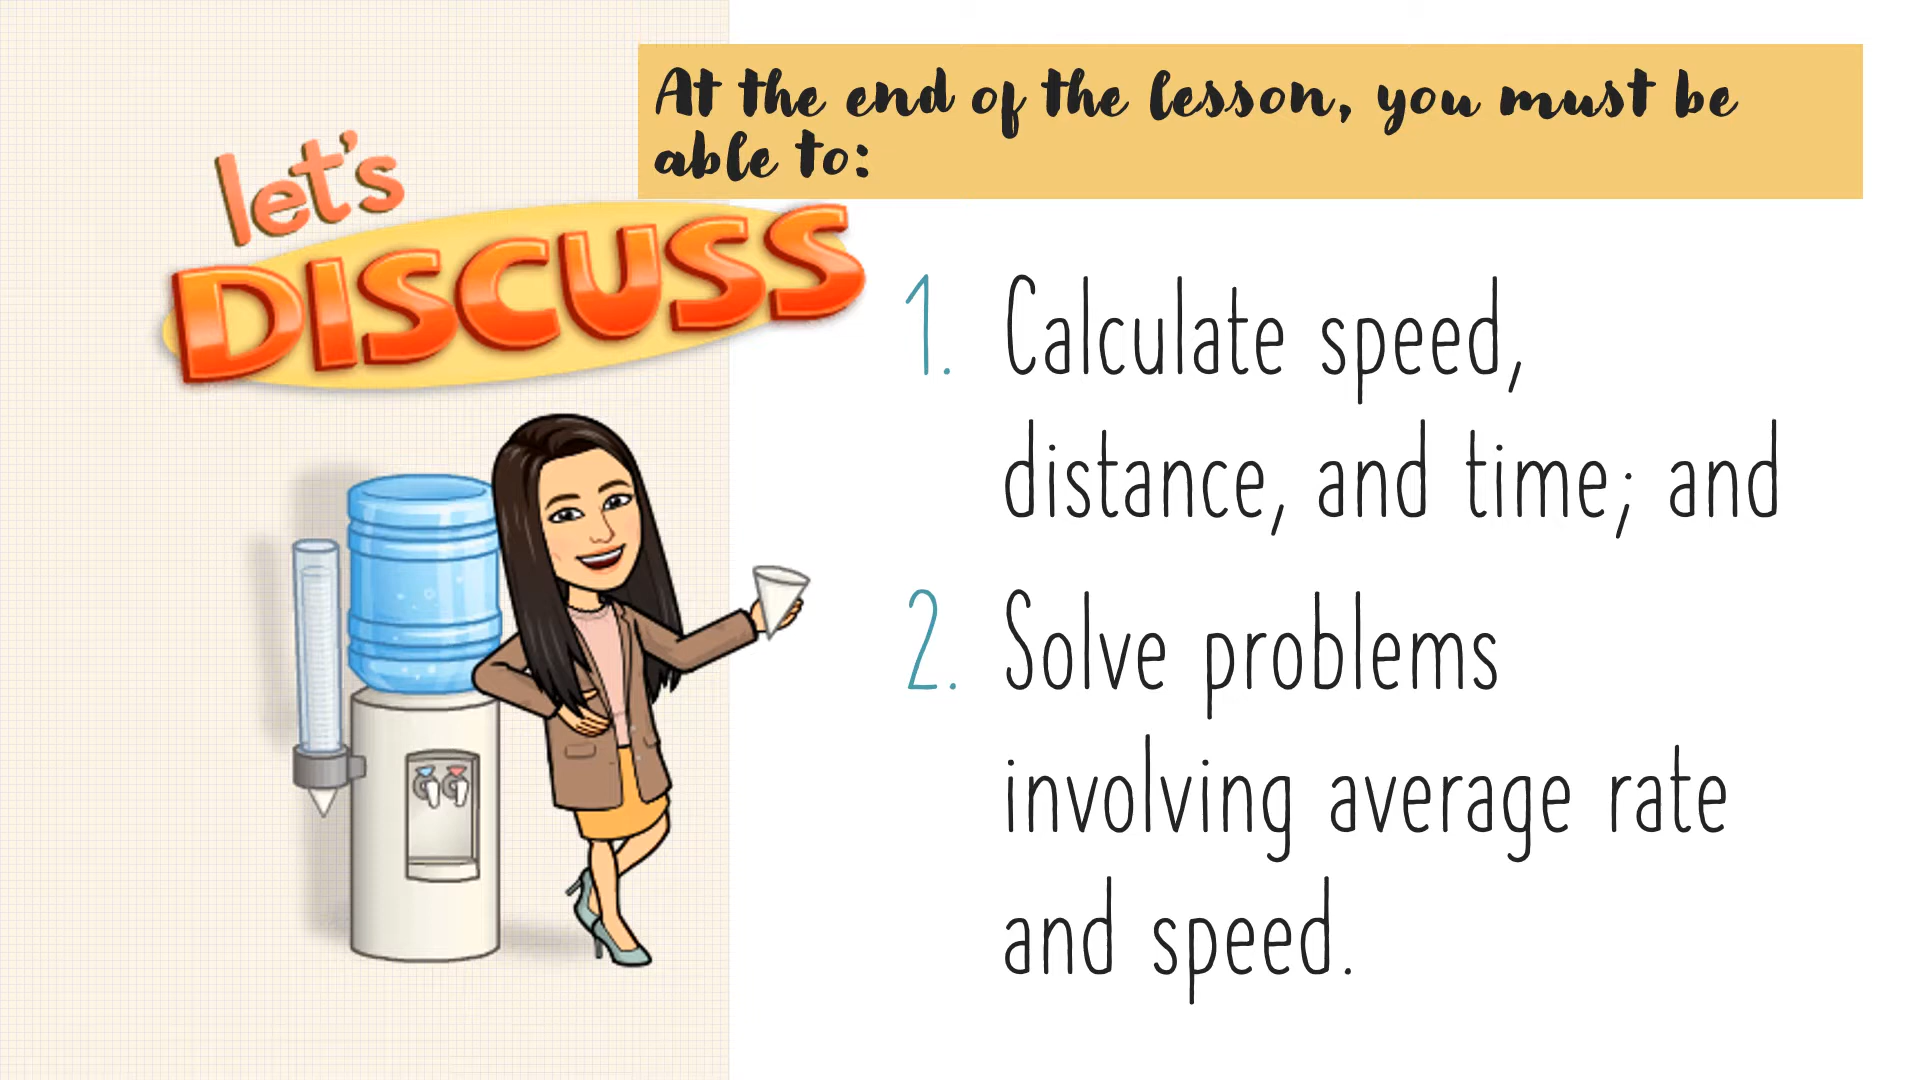 At the end of the lesson, you must be
able to:
let's
DISCUSS
1. Calculate speed,
distance, and time; and
2. Solve problems
involving average rate
and speed.